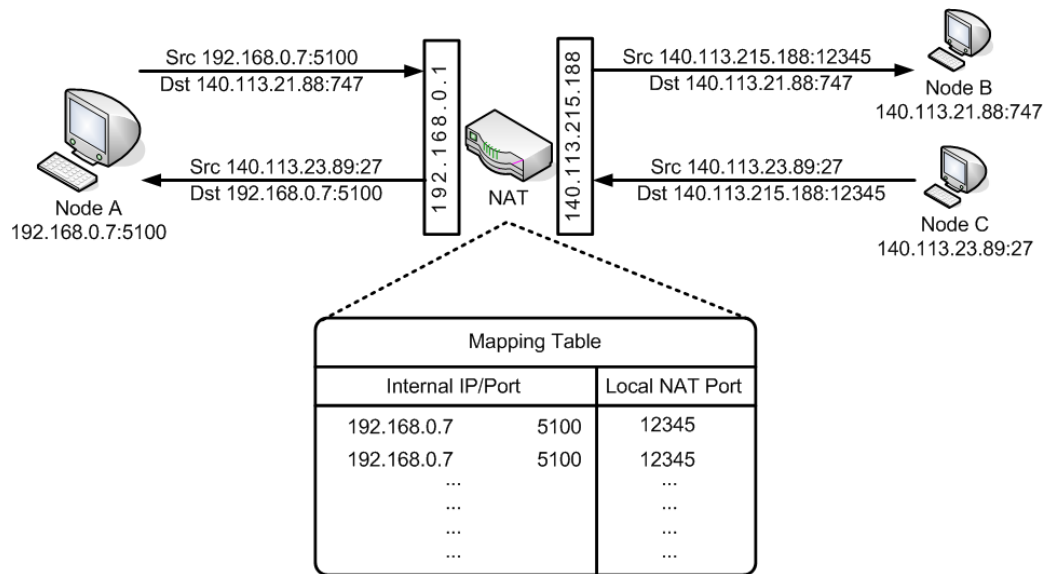 Src 192.168.0.7:5100
Dst 140.113.21.88:747
Src 140.113.23.89:27
Dst 192.168.0.7:5100
Node A
192.168.0.7:5100
192.168.0.1
NAT
140.113.215.188
Src 140.113.215.188:12345
Dst 140.113.21.88:747
Src 140.113.23.89:27
Dst 140.113.215.188:12345
Node B
140.113.21.88:747
Node C
140.113.23.89:27
Mapping Table
Internal IP/Port Local NAT Port
192.168.0.7 5100 12345
192.168.0.7 5100 12345
... ...
... ...
... ...
... ...